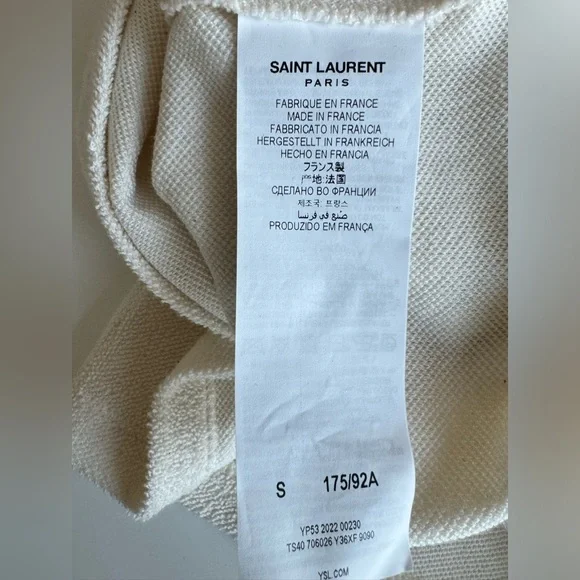 SAINT LAURENT
PARIS
FABRIQUE EN FRANCE
MADE IN FRANCE
FABBRICATO IN FRANCIA
HERGESTELLT IN FRANKREICH
HECHO EN FRANCIA
フランス製
地 法国
СДЕЛАНО ВО ФРАНЦИИ
제조국 프랑스
صنع في فرنسا
PRODUZIDO EM FRANÇA
S 175/92A
YP53 2022 00230
TS40 706026 Y36XF 9090
YSL.COM